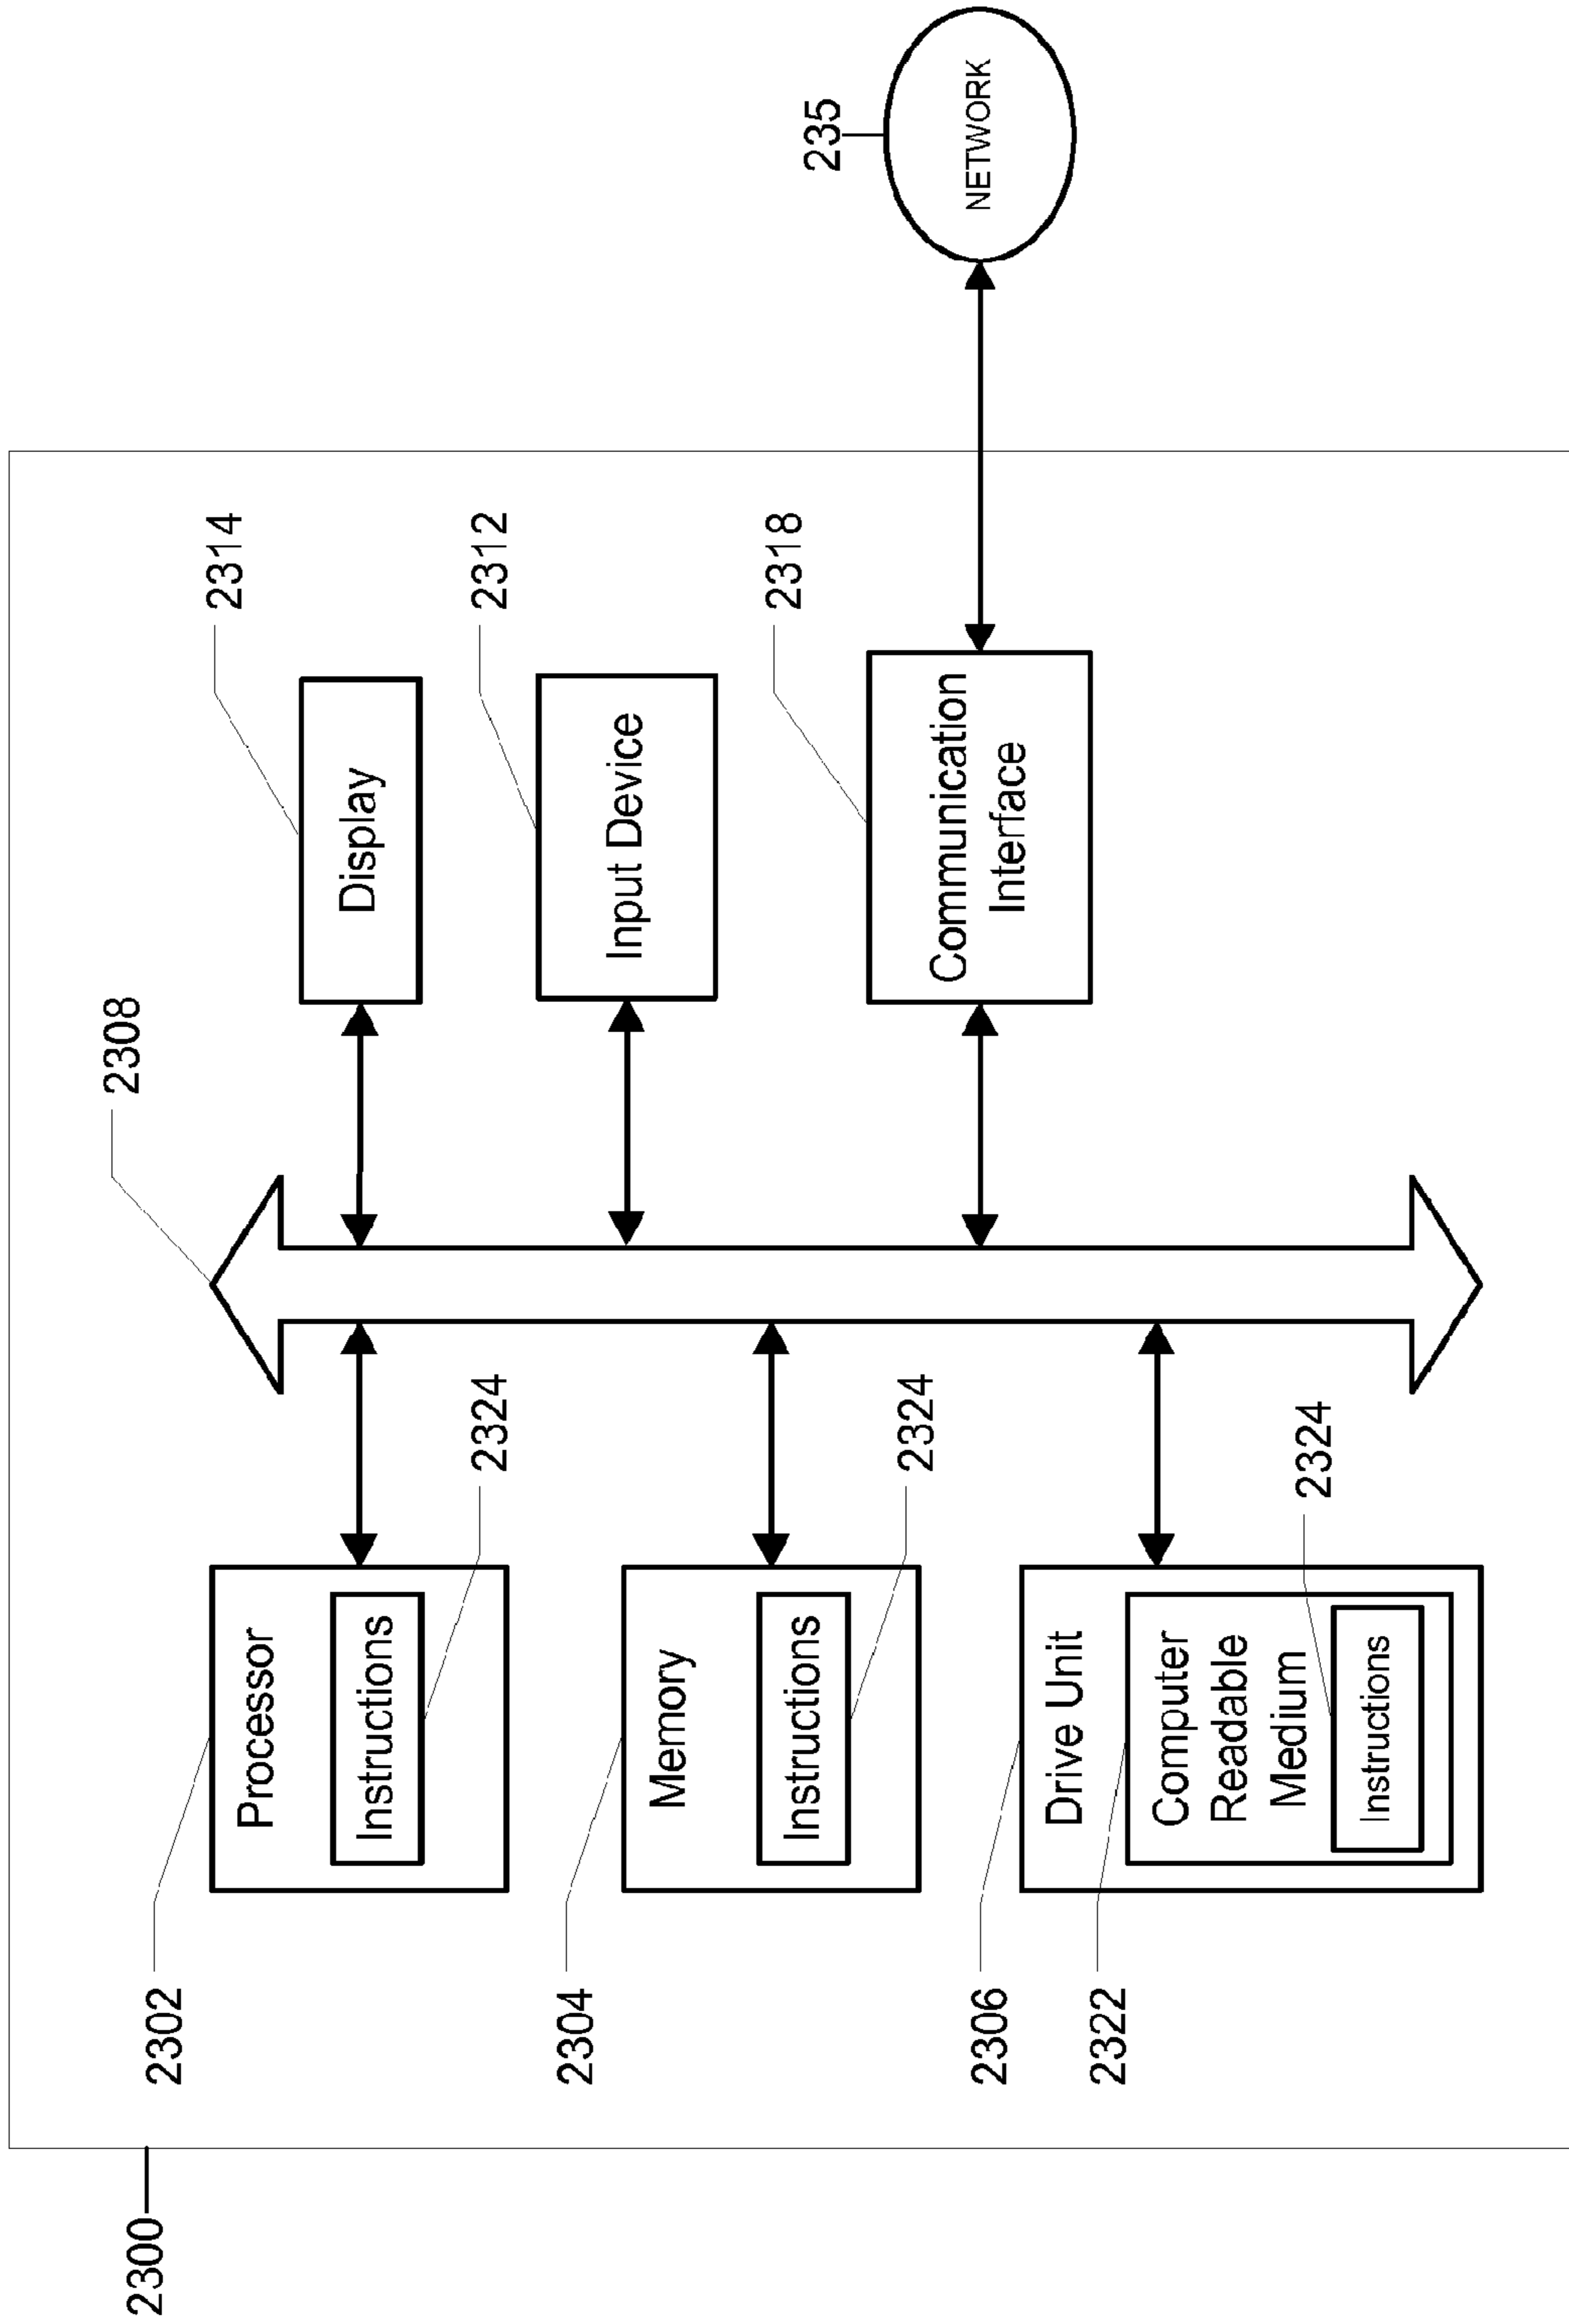 2300
2302
Processor
Instructions
2324
2308
Display
2314
2304
Memory
Instructions
2324
Input Device
2312
2306
2322
Drive Unit
Computer
Readable
Medium
Instructions
2324
Communication
Interface
2318
235
NETWORK